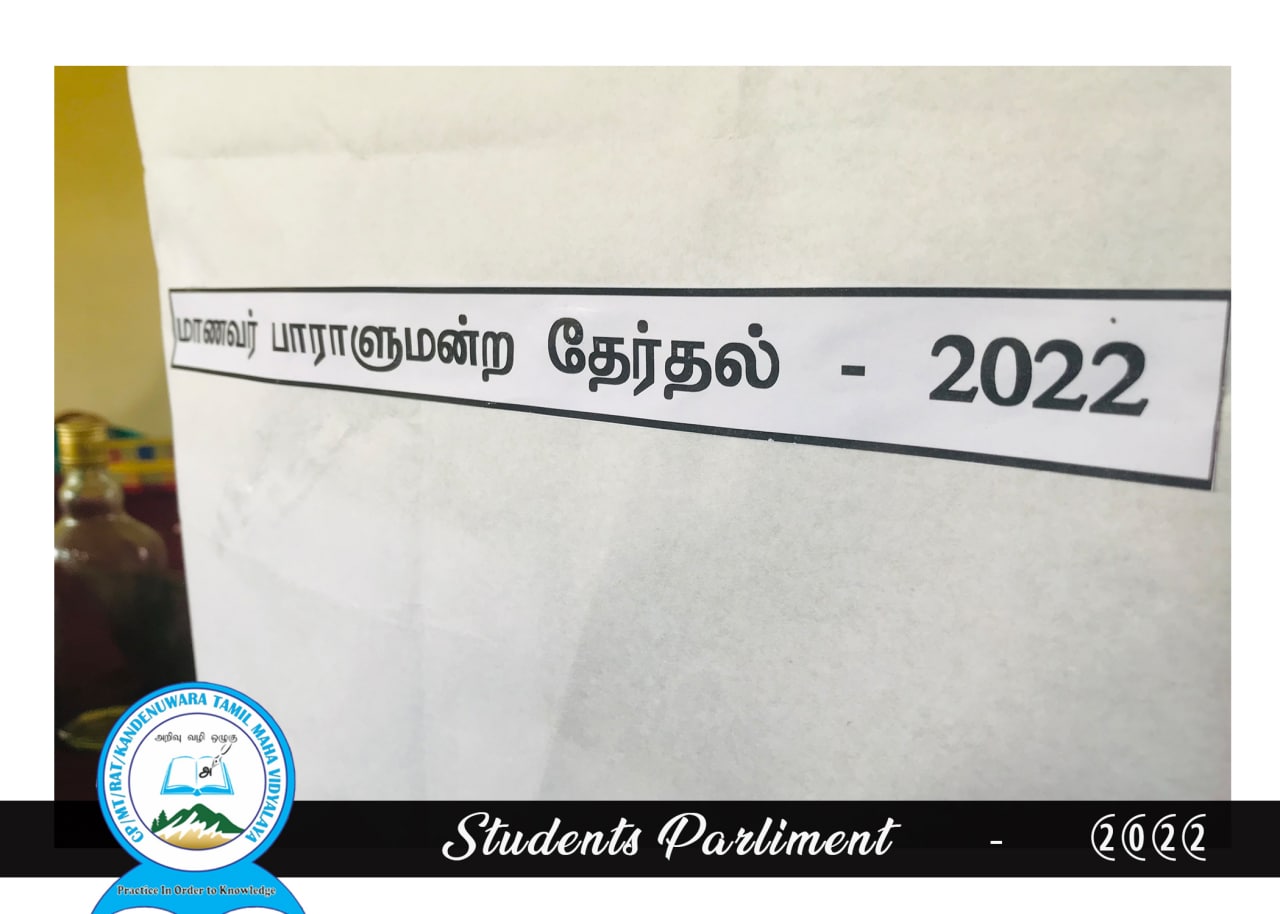 மாணவர் பாராளுமன்ற தேர்தல் - 2022
CP/MT/RAT/KANDENUWARA TAMIL MAHA VIDYALAYA
அறிவு வழி ஒழுகு
அ
Students Parliment - 2022
Practice In Order to Knowledge